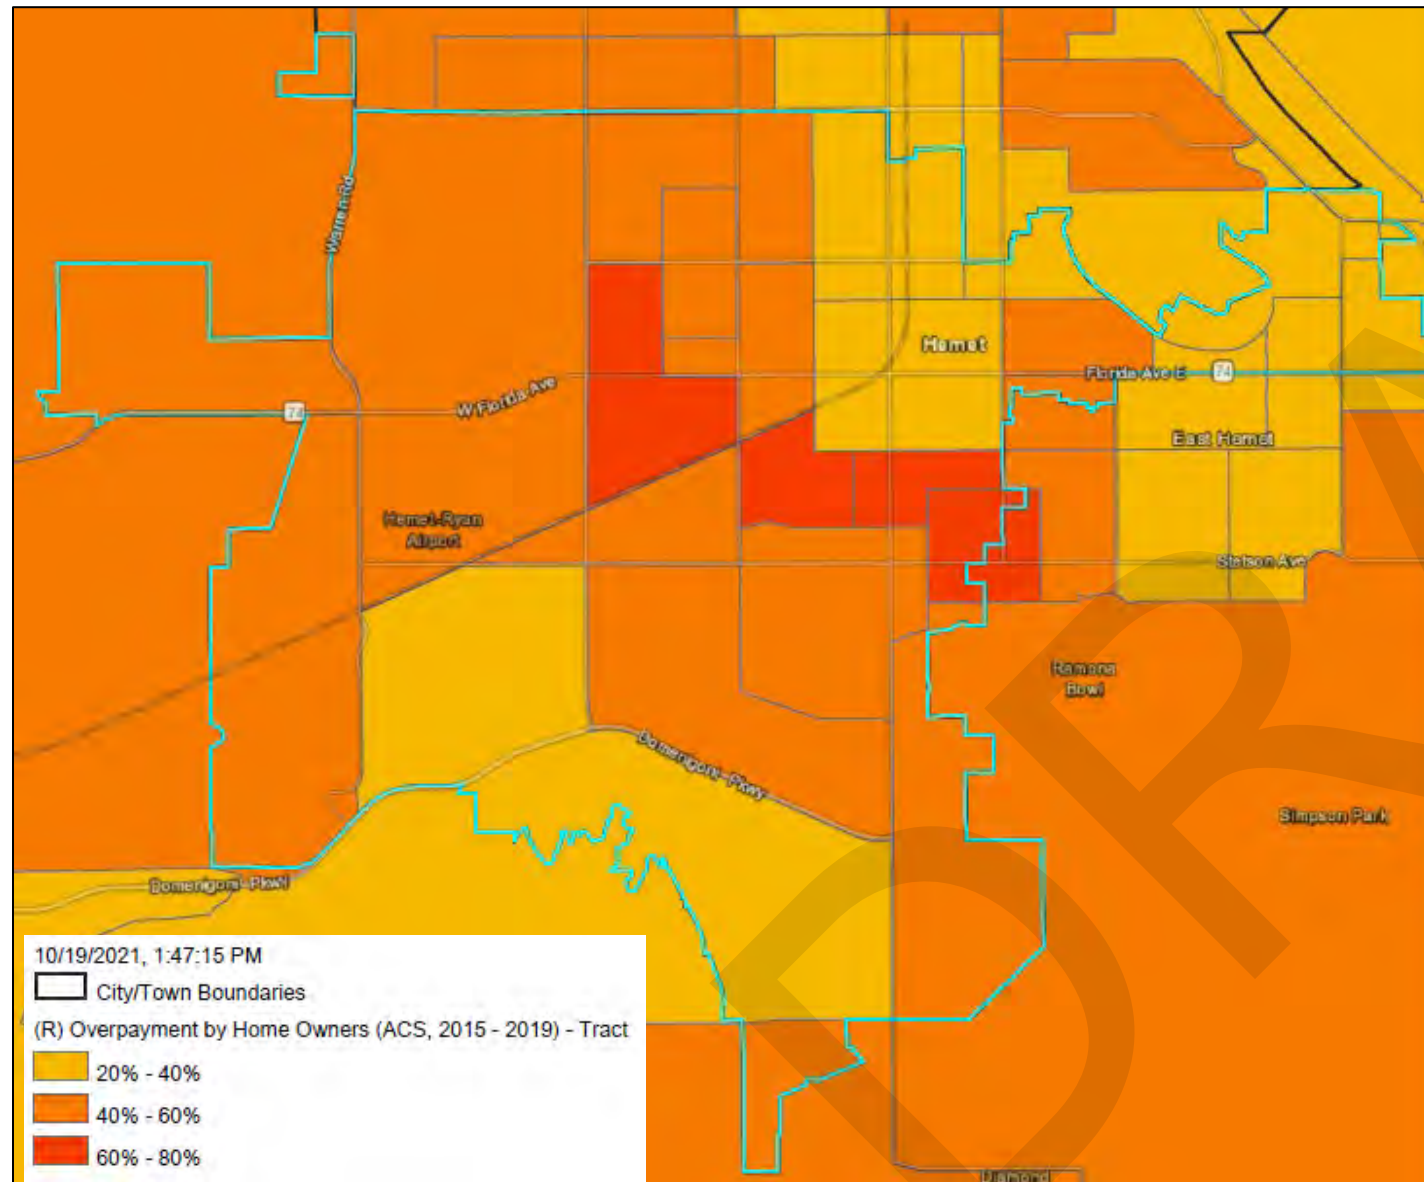 Warren Rd
Hemet
Florida Ave E
74
W Florida Ave
74
East Hemet
Hemet-Ryan
Airport
Stetson Ave
Ramona
Bowl
Domenigoni Pkwy
Simpson Park
Domenigoni Pkwy
10/19/2021, 1:47:15 PM
City/Town Boundaries
(R) Overpayment by Home Owners (ACS, 2015 - 2019) - Tract
20% - 40%
40% - 60%
60% - 80%
Diamond
DRA